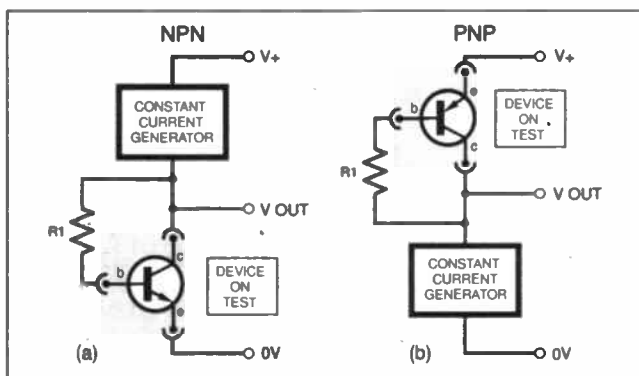 NPN
V+
CONSTANT
CURRENT
GENERATOR
R1
V OUT
b
c
e
DEVICE
ON
TEST
(a)
0V
PNP
V+
e
b
c
DEVICE
ON
TEST
R1
V OUT
CONSTANT
CURRENT
GENERATOR
(b)
0V